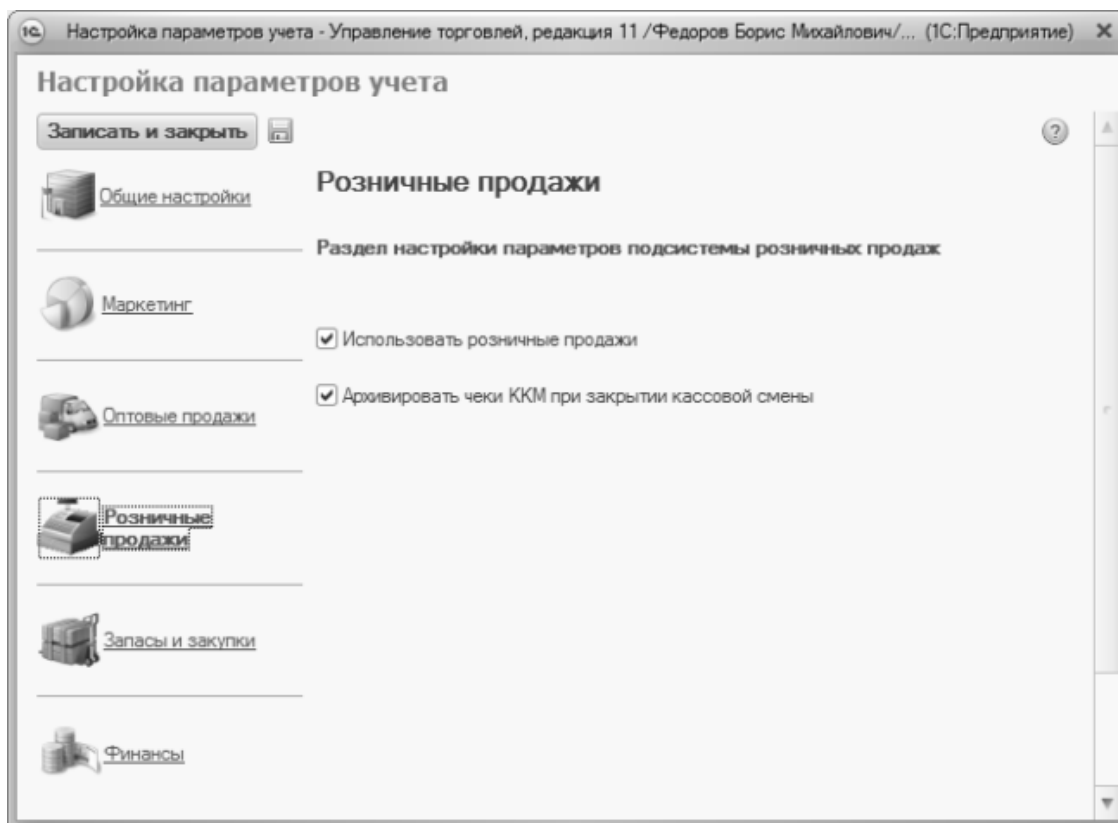 1С Настройка параметров учета - Управление торговлей, редакция 11 /Федоров Борис Михайлович/... (1С:Предприятие)
Настройка параметров учета
Записать и закрыть
?
Общие настройки
Розничные продажи
Раздел настройки параметров подсистемы розничных продаж
Маркетинг
Использовать розничные продажи
Архивировать чеки ККМ при закрытии кассовой смены
Оптовые продажи
Розничные
продажи
Запасы и закупки
Финансы